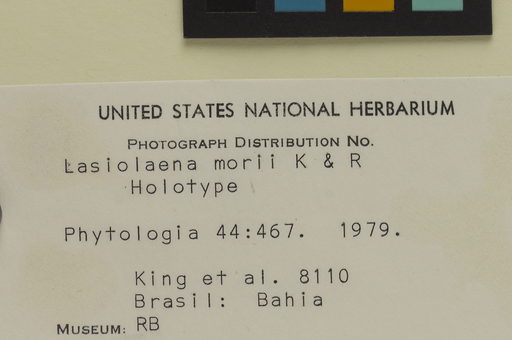 UNITED STATES NATIONAL HERBARIUM
PHOTOGRAPH DISTRIBUTION NO.
Lasiolaena morii K & R
Holotype
Phytologia 44:467. 1979.
King et al. 8110
Brasil: Bahia
MUSEUM: RB